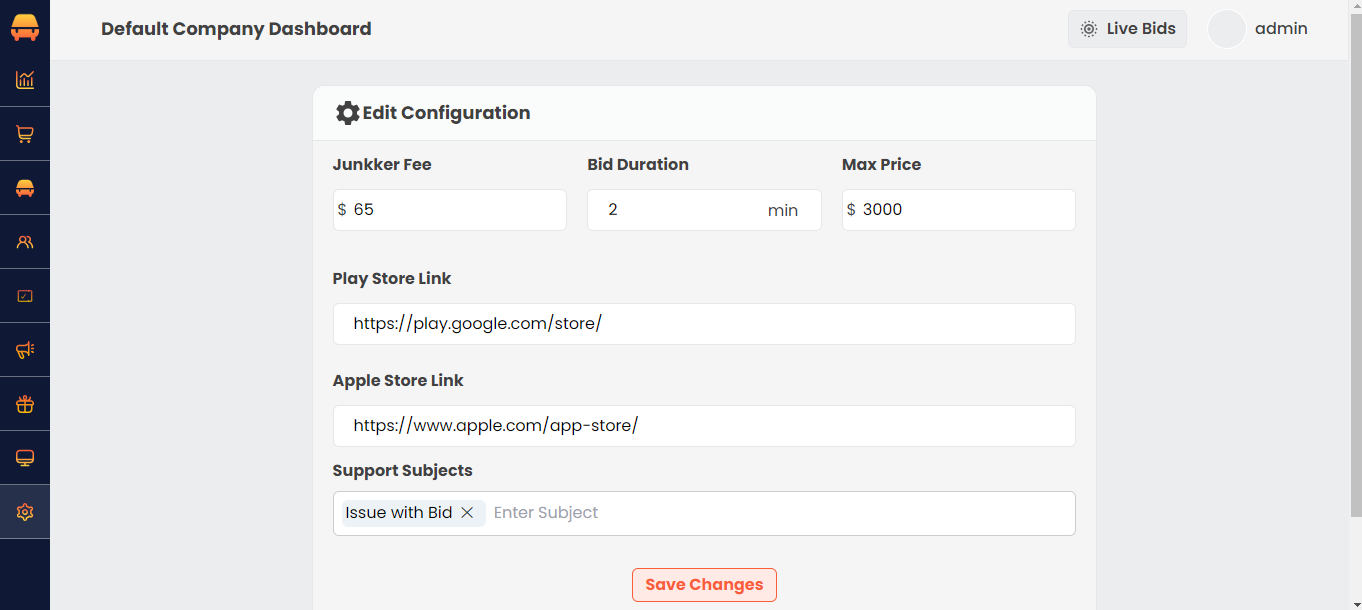 Default Company Dashboard
Live Bids
admin
Edit Configuration
Junkker Fee
Bid Duration
Max Price
$ 65
2 min
$ 3000
Play Store Link
https://play.google.com/store/
Apple Store Link
https://www.apple.com/app-store/
Support Subjects
Issue with Bid
Enter Subject
Save Changes